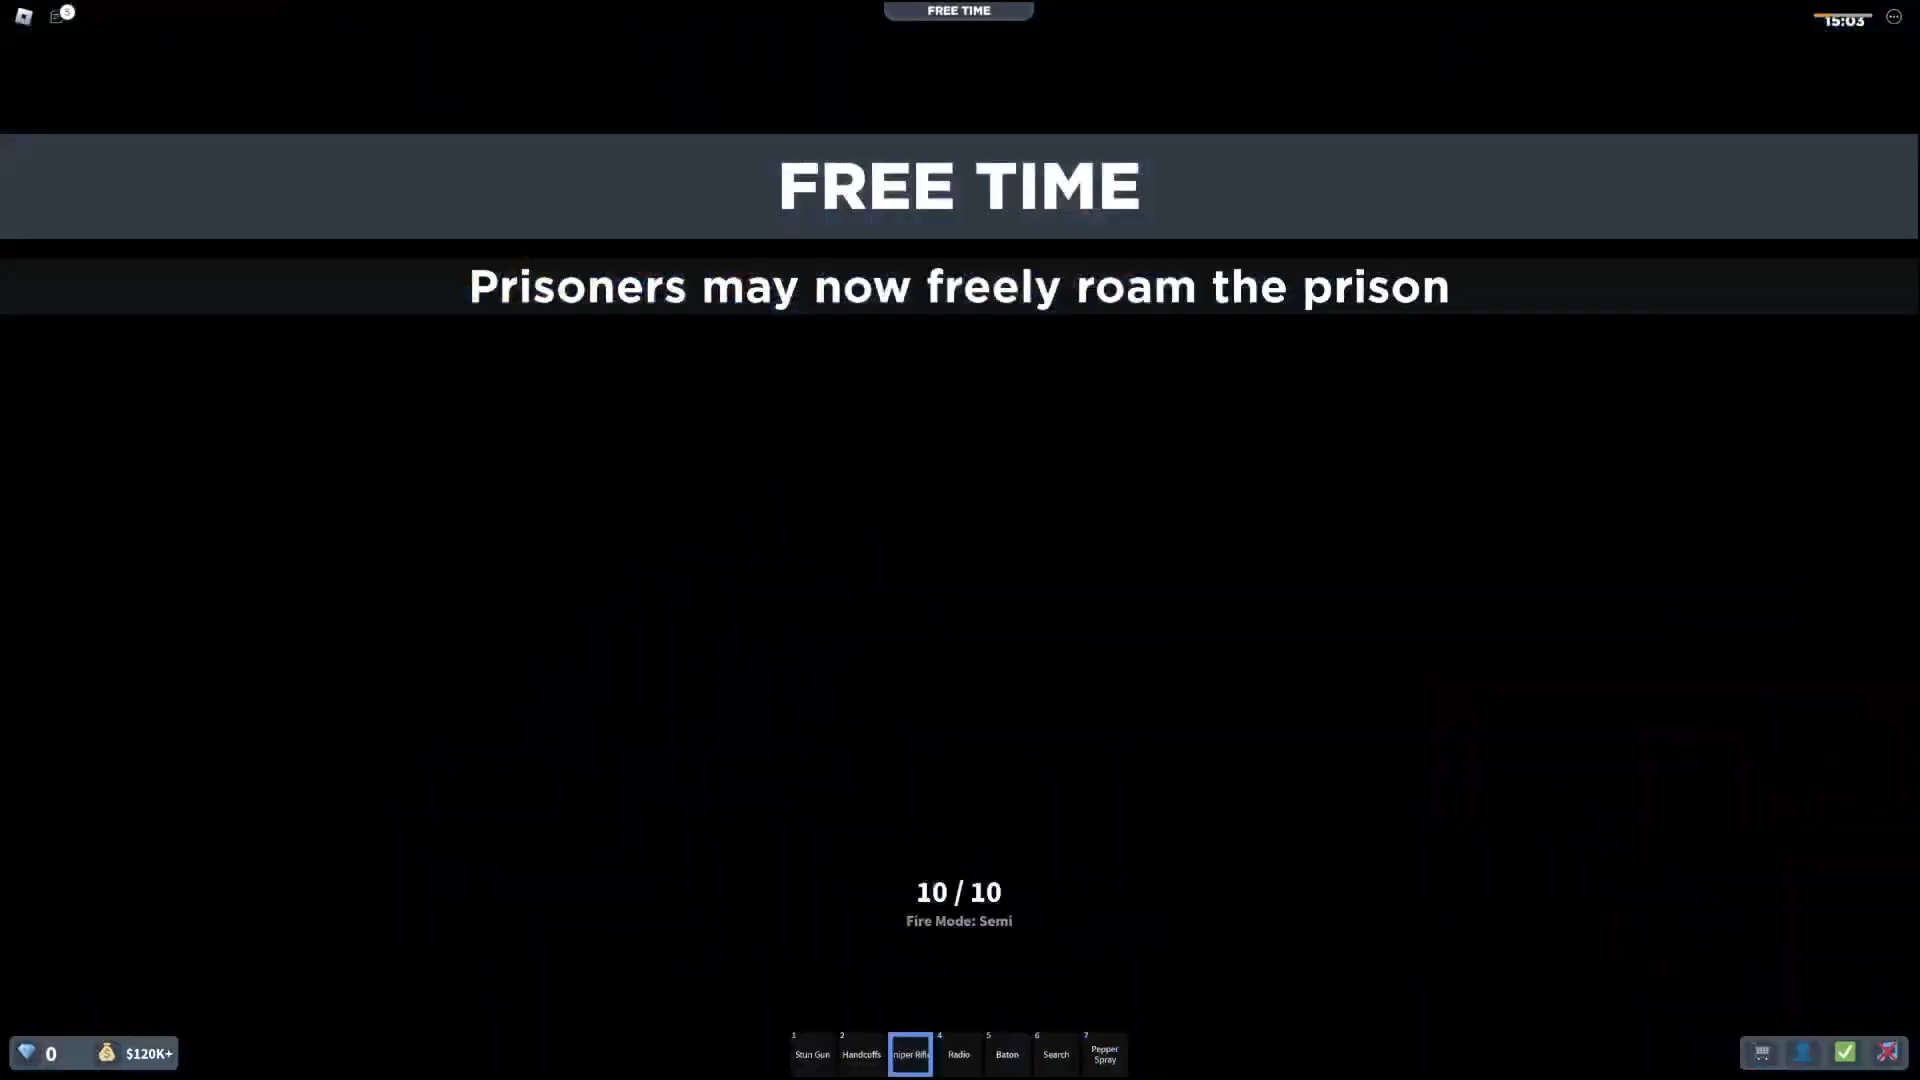 5
FREE TIME
15:03
FREE TIME
Prisoners may now freely roam the prison
10 / 10
Fire Mode: Semi
1 2 4 5 6 7
Stun Gun Handcuffs niper Rifle Radio Baton Search Pepper Spray
0 $120K+